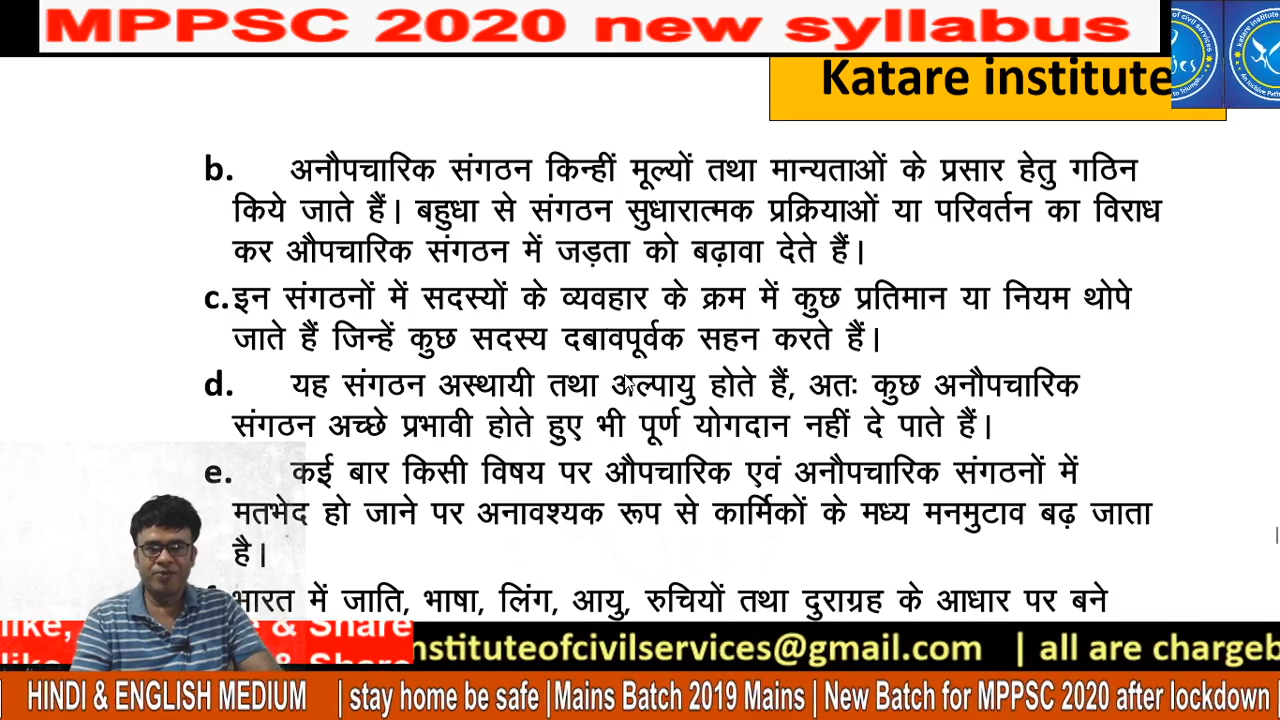 MPPSC 2020 new syllabus
Katare institute
b. अनौपचारिक संगठन किन्हीं मूल्यों तथा मान्यताओं के प्रसार हेतु गठिन
किये जाते हैं। बहुधा से संगठन सुधारात्मक प्रक्रियाओं या परिवर्तन का विराध
कर औपचारिक संगठन में जड़ता को बढ़ावा देते हैं।
c. इन संगठनों में सदस्यों के व्यवहार के क्रम में कुछ प्रतिमान या नियम थोपे
जाते हैं जिन्हें कुछ सदस्य दबावपूर्वक सहन करते हैं।
d. यह संगठन अस्थायी तथा अल्पायु होते हैं, अतः कुछ अनौपचारिक
संगठन अच्छे प्रभावी होते हुए भी पूर्ण योगदान नहीं दे पाते हैं।
e. कई बार किसी विषय पर औपचारिक एवं अनौपचारिक संगठनों में
मतभेद हो जाने पर अनावश्यक रूप से कार्मिकों के मध्य मनमुटाव बढ़ जाता
है।
भारत में जाति, भाषा, लिंग, आयु, रुचियों तथा दुराग्रह के आधार पर बने
& Share
nstituteofcivilservices@gmail.com | all are chargeb
| HINDI & ENGLISH MEDIUM | stay home be safe | Mains Batch 2019 Mains | New Batch for MPPSC 2020 after lockdown |